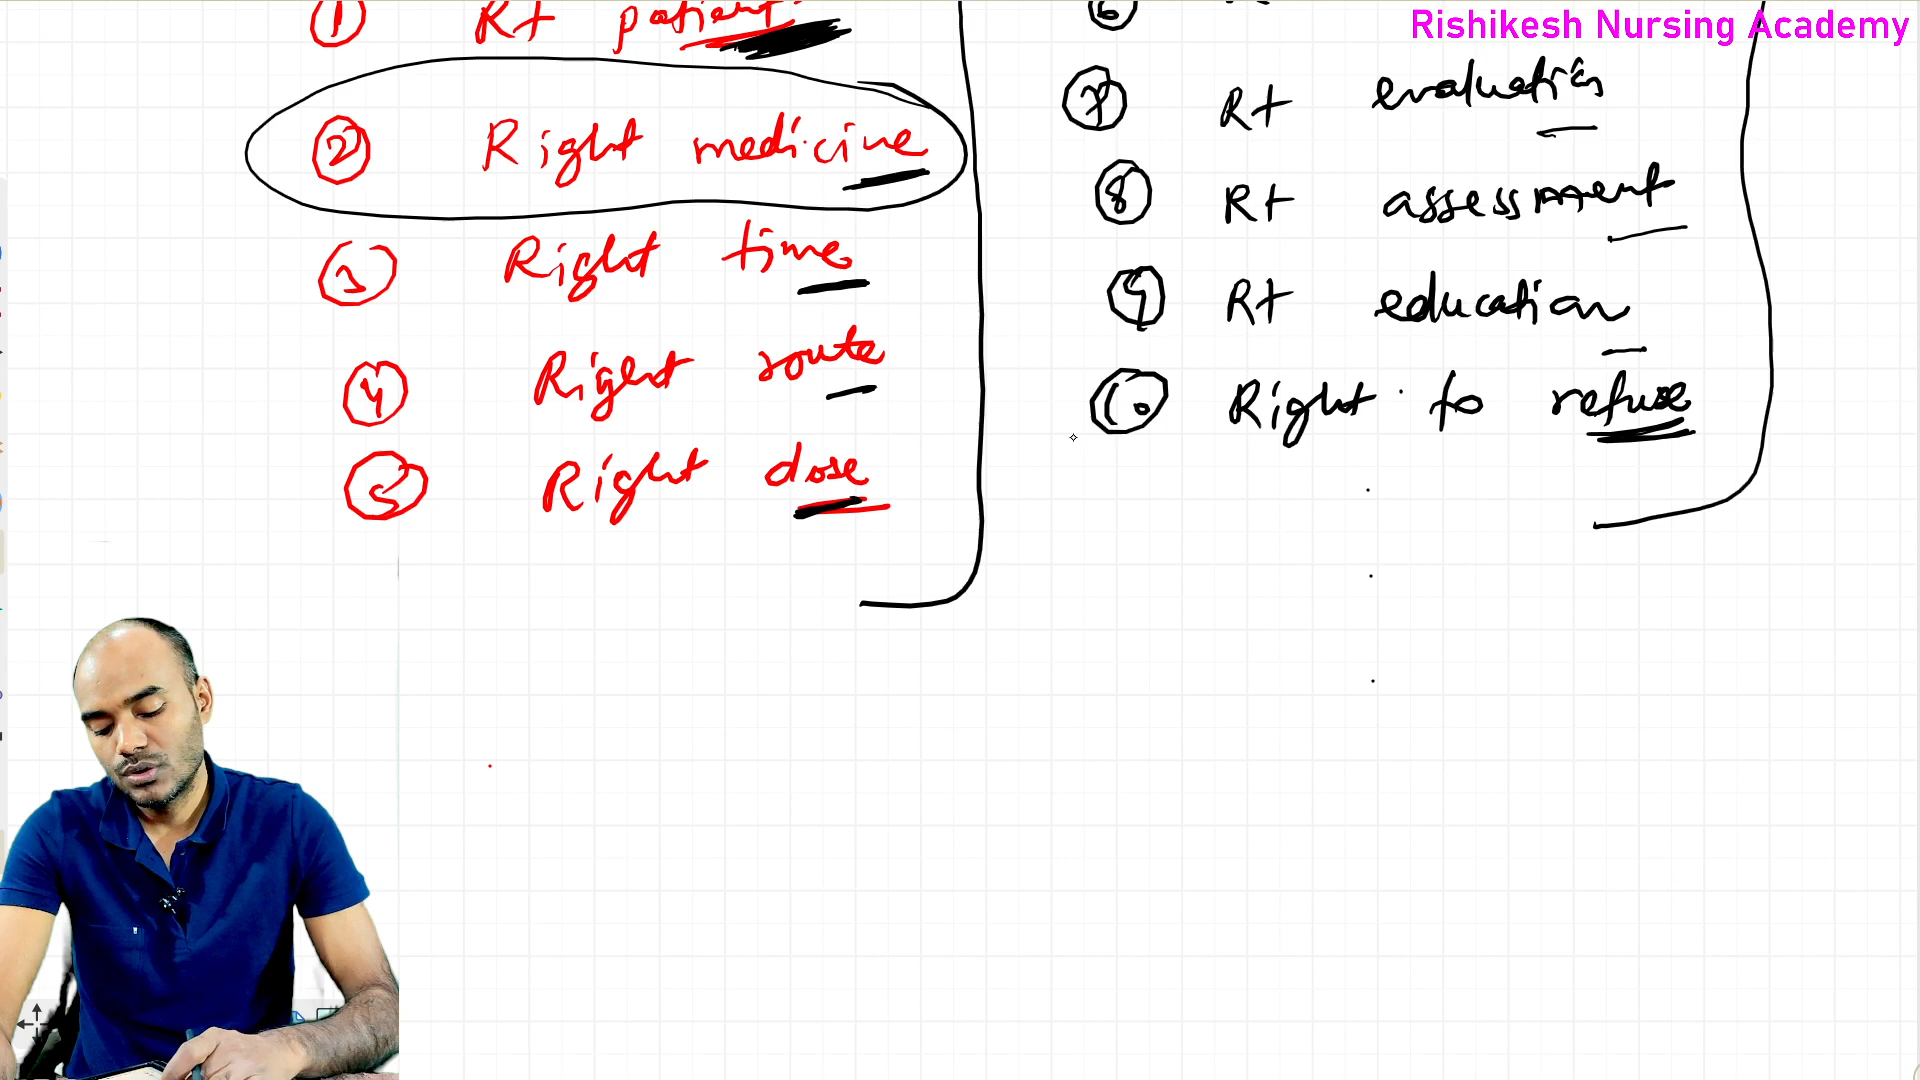 Rishikesh Nursing Academy
1 Rt patient
2 Right medicine
3 Right time
4 Right route
5 Right dose
6
7 Rt evaluation
8 Rt assessment
9 Rt education
10 Right to refuse